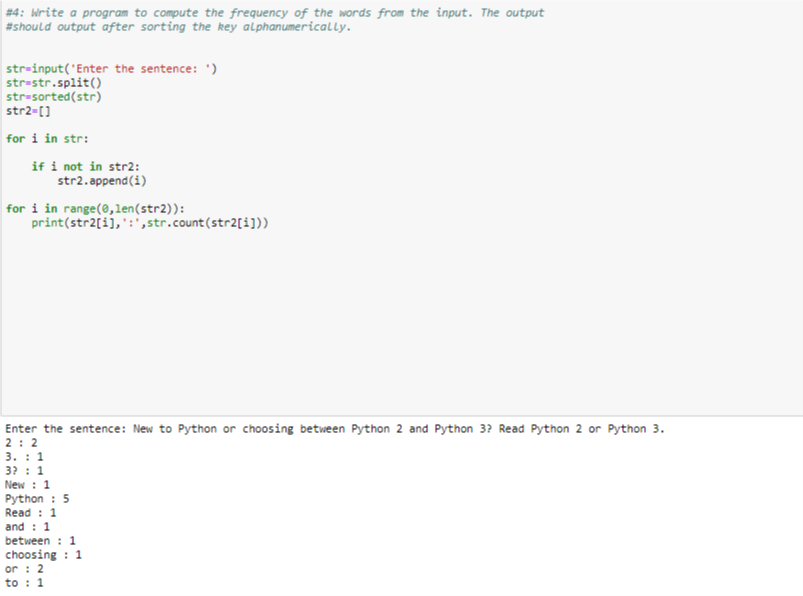 #4: Write a program to compute the frequency of the words from the input. The output
#should output after sorting the key alphanumerically.
str=input('Enter the sentence: ')
str=str.split()
str=sorted(str)
str2=[]
for i in str:
    if i not in str2:
        str2.append(i)
for i in range(0,len(str2)):
    print(str2[i],':',str.count(str2[i]))
Enter the sentence: New to Python or choosing between Python 2 and Python 3? Read Python 2 or Python 3.
2 : 2
3. : 1
3? : 1
New : 1
Python : 5
Read : 1
and : 1
between : 1
choosing : 1
or : 2
to : 1